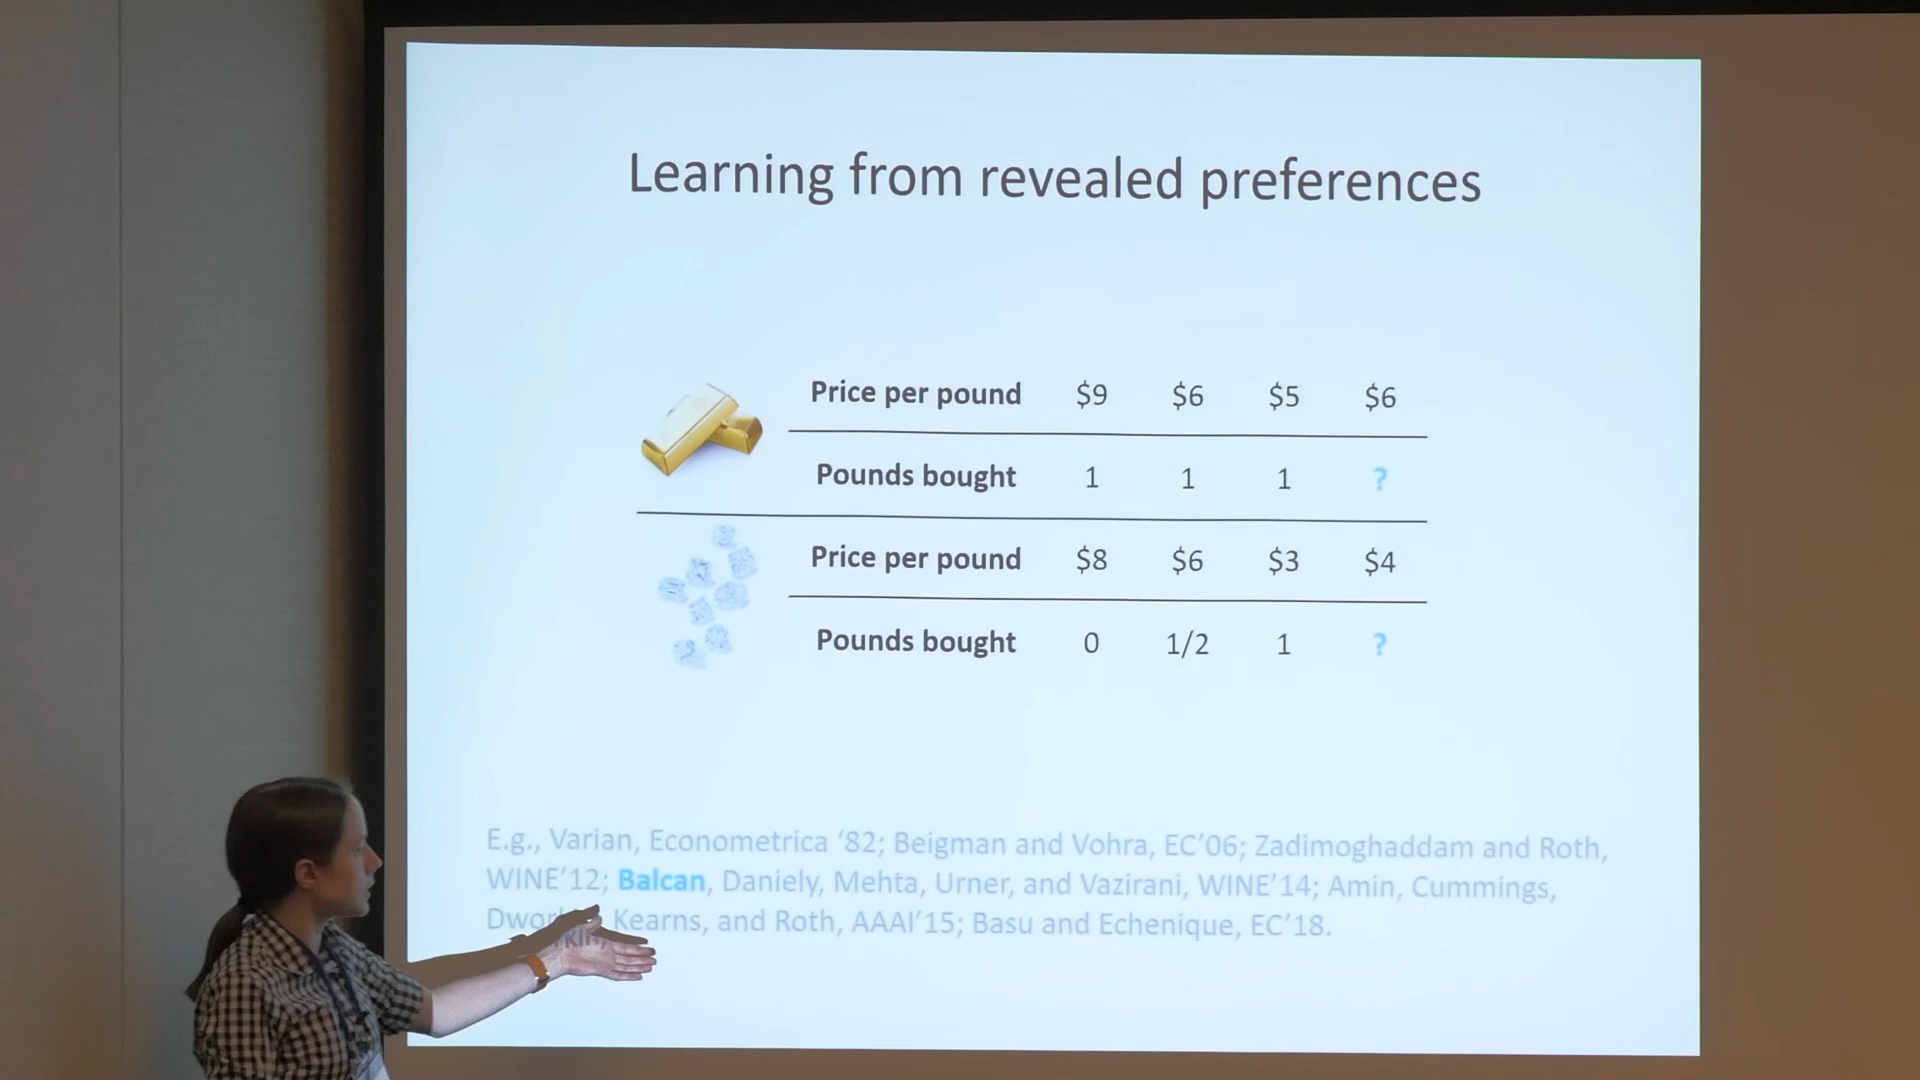 Learning from revealed preferences
Price per pound $9 $6 $5 $6
Pounds bought 1 1 1 ?
Price per pound $8 $6 $3 $4
Pounds bought 0 1/2 1 ?
E.g., Varian, Econometrica ‘82; Beigman and Vohra, EC’06; Zadimoghaddam and Roth,
WINE’12; Balcan, Daniely, Mehta, Urner, and Vazirani, WINE’14; Amin, Cummings,
Dworkin, Kearns, and Roth, AAAI’15; Basu and Echenique, EC’18.